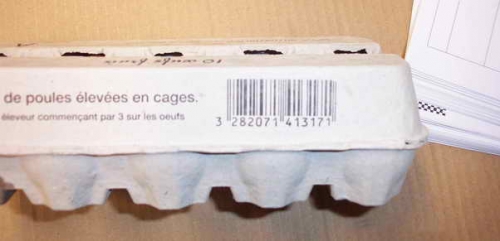 de poules élevées en cages.
éleveur commençant par 3 sur les oeufs
3 282071 413171